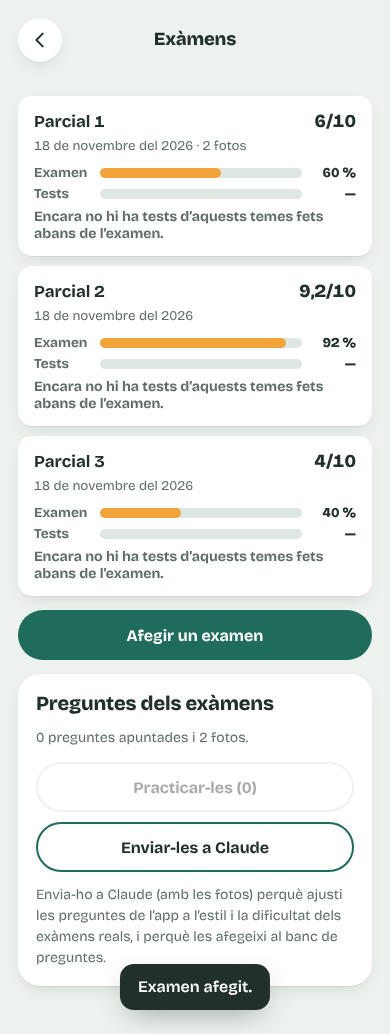 Exàmens
Parcial 1
6/10
18 de novembre del 2026 · 2 fotos
Examen
60 %
Tests
—
Encara no hi ha tests d'aquests temes fets
abans de l'examen.
Parcial 2
9,2/10
18 de novembre del 2026
Examen
92 %
Tests
—
Encara no hi ha tests d'aquests temes fets
abans de l'examen.
Parcial 3
4/10
18 de novembre del 2026
Examen
40 %
Tests
—
Encara no hi ha tests d'aquests temes fets
abans de l'examen.
Afegir un examen
Preguntes dels exàmens
0 preguntes apuntades i 2 fotos.
Practicar-les (0)
Enviar-les a Claude
Envia-ho a Claude (amb les fotos) perquè ajusti
les preguntes de l'app a l'estil i la dificultat dels
exàmens reals, i perquè les afegeixi al banc de
preguntes.
Examen afegit.